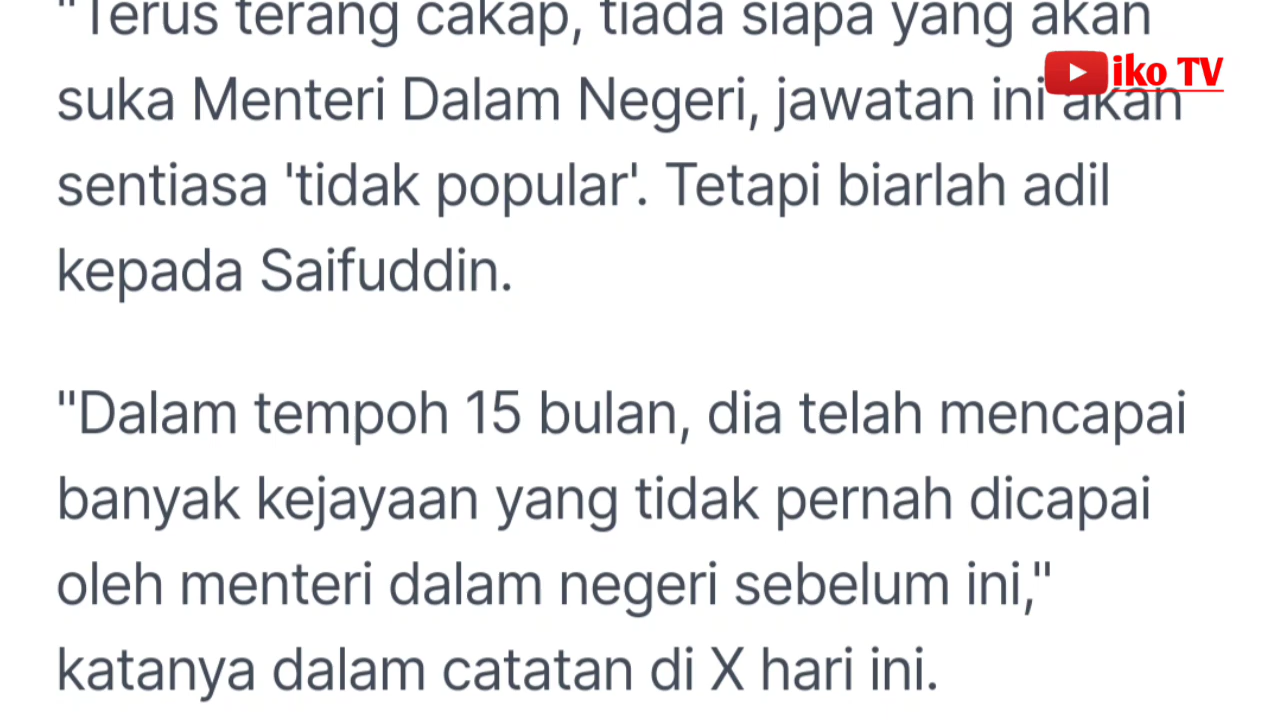 "Terus terang cakap, tiada siapa yang akan
suka Menteri Dalam Negeri, jawatan ini akan
sentiasa 'tidak popular'. Tetapi biarlah adil
kepada Saifuddin.
"Dalam tempoh 15 bulan, dia telah mencapai
banyak kejayaan yang tidak pernah dicapai
oleh menteri dalam negeri sebelum ini,"
katanya dalam catatan di X hari ini.
iko TV